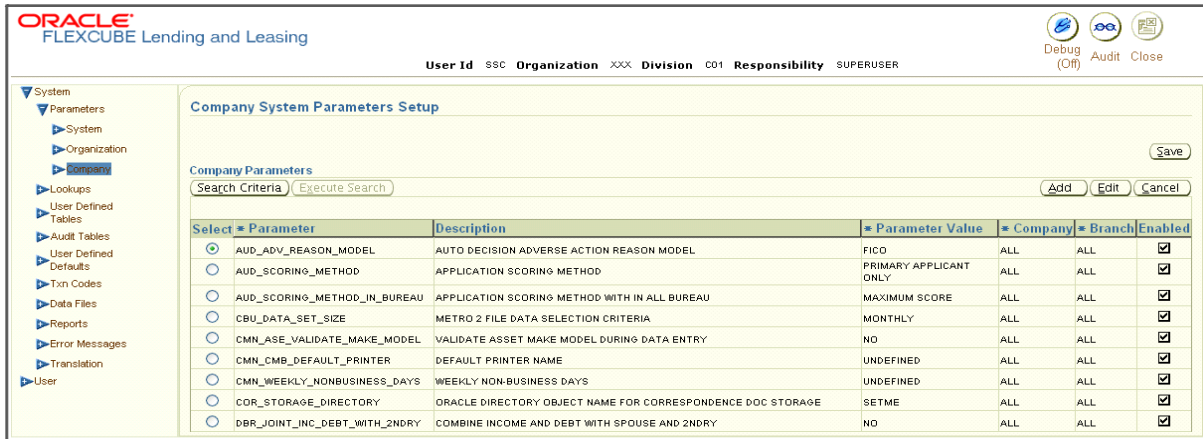 ORACLE
FLEXCUBE Lending and Leasing
Debug (Off) Audit Close
User Id SSC Organization XXX Division C01 Responsibility SUPERUSER
System
Parameters
System
Organization
Company
Lookups
User Defined Tables
Audit Tables
User Defined Defaults
Txn Codes
Data Files
Reports
Error Messages
Translation
User
Company System Parameters Setup
Save
Company Parameters
Search Criteria Execute Search Add Edit Cancel
Select * Parameter Description * Parameter Value * Company * Branch Enabled
AUD_ADV_REASON_MODEL AUTO DECISION ADVERSE ACTION REASON MODEL FICO ALL ALL
AUD_SCORING_METHOD APPLICATION SCORING METHOD PRIMARY APPLICANT ONLY ALL ALL
AUD_SCORING_METHOD_IN_BUREAU APPLICATION SCORING METHOD WITH IN ALL BUREAU MAXIMUM SCORE ALL ALL
CBU_DATA_SET_SIZE METRO 2 FILE DATA SELECTION CRITERIA MONTHLY ALL ALL
CMN_ASE_VALIDATE_MAKE_MODEL VALIDATE ASSET MAKE MODEL DURING DATA ENTRY NO ALL ALL
CMN_CMB_DEFAULT_PRINTER DEFAULT PRINTER NAME UNDEFINED ALL ALL
CMN_WEEKLY_NONBUSINESS_DAYS WEEKLY NON-BUSINESS DAYS UNDEFINED ALL ALL
COR_STORAGE_DIRECTORY ORACLE DIRECTORY OBJECT NAME FOR CORRESPONDENCE DOC STORAGE SETME ALL ALL
DBR_JOINT_INC_DEBT_WITH_2NDRY COMBINE INCOME AND DEBT WITH SPOUSE AND 2NDRY NO ALL ALL